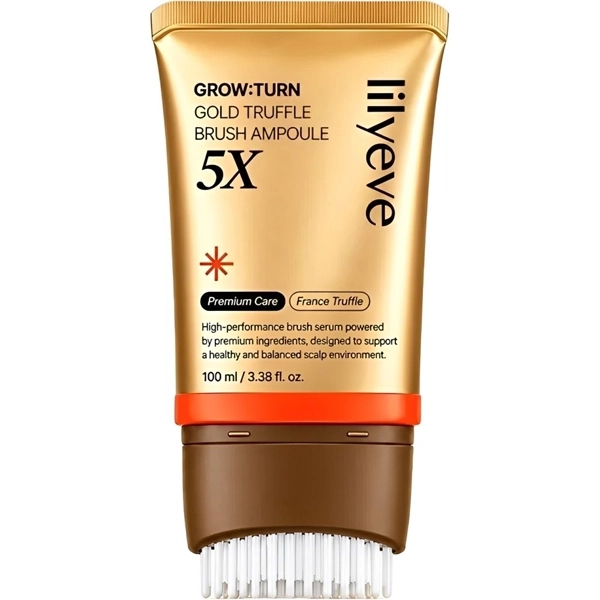 GROW:TURN
GOLD TRUFFLE
BRUSH AMPOULE
5X
lilyeve
Premium Care
France Truffle
High-performance brush serum powered
by premium ingredients, designed to support
a healthy and balanced scalp environment.
100 ml / 3.38 fl. oz.